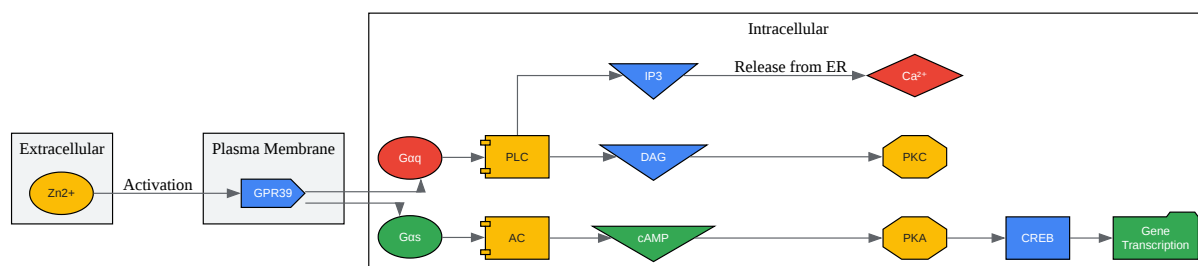 Intracellular
IP3
Release from ER
Ca²⁺
Extracellular
Zn2+
Activation
Plasma Membrane
GPR39
Gαq
PLC
DAG
PKC
Gαs
AC
cAMP
PKA
CREB
Gene
Transcription